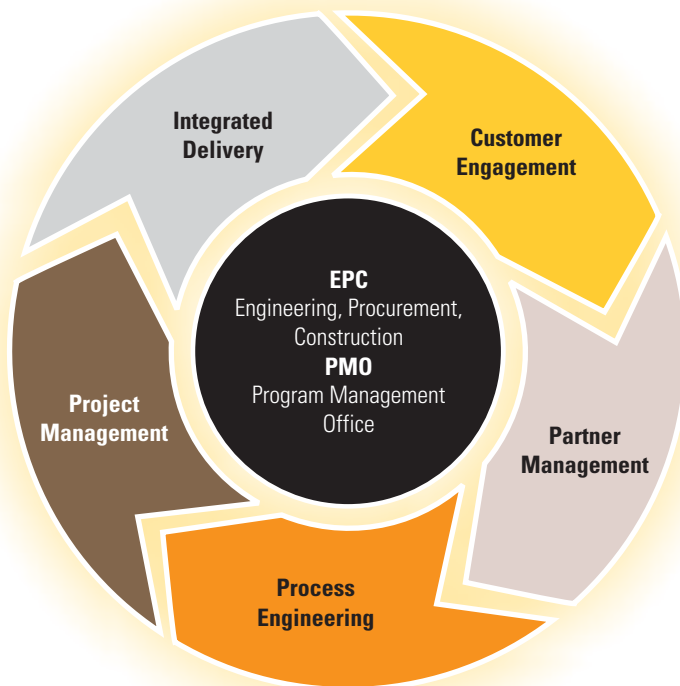 Integrated
Delivery
Customer
Engagement
EPC
Engineering, Procurement,
Construction
PMO
Program Management
Office
Project
Management
Partner
Management
Process
Engineering